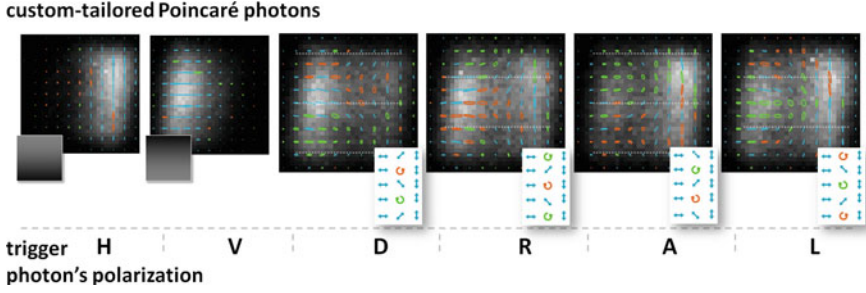 custom-tailored Poincaré photons
trigger H V D R A L
photon's polarization